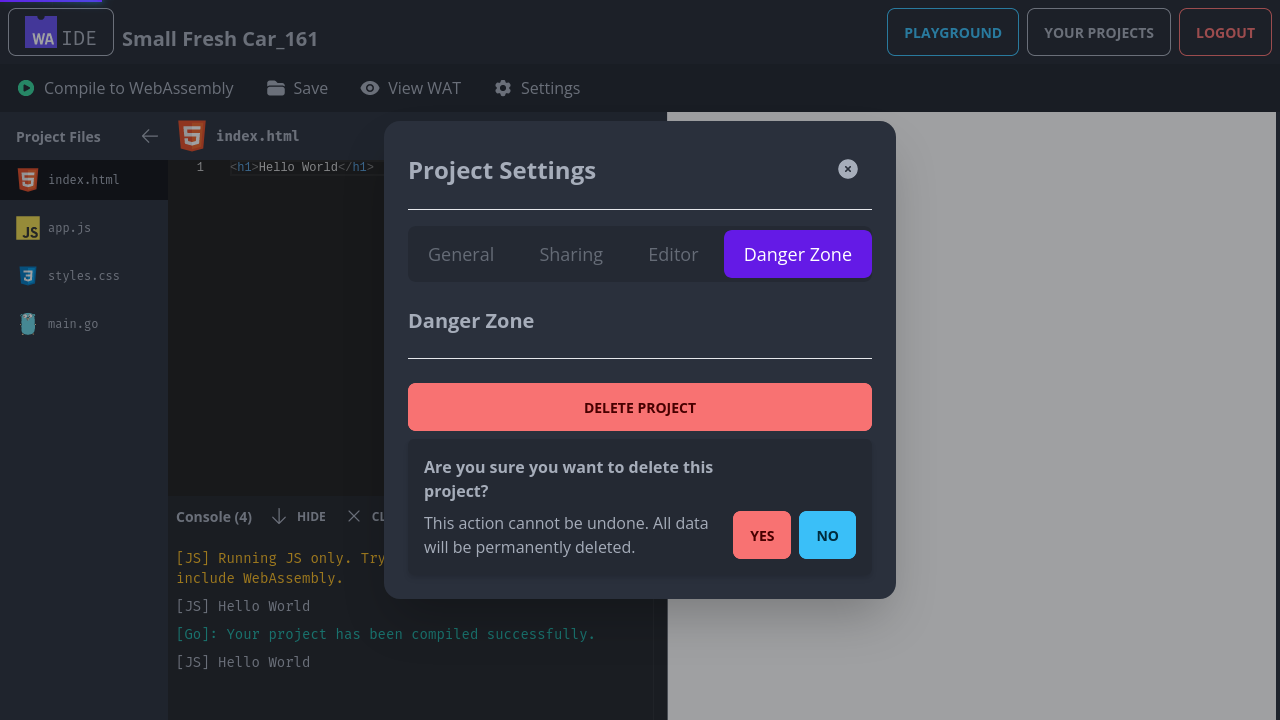 WA IDE
Small Fresh Car_161
PLAYGROUND
YOUR PROJECTS
LOGOUT
Compile to WebAssembly
Save
View WAT
Settings
Project Files
index.html
app.js
styles.css
main.go
index.html
1 <h1>Hello World</h1>
Project Settings
General
Sharing
Editor
Danger Zone
Danger Zone
DELETE PROJECT
Are you sure you want to delete this
project?
This action cannot be undone. All data
will be permanently deleted.
YES
NO
Console (4)
HIDE
[JS] Running JS only. Try
include WebAssembly.
[JS] Hello World
[Go]: Your project has been compiled successfully.
[JS] Hello World